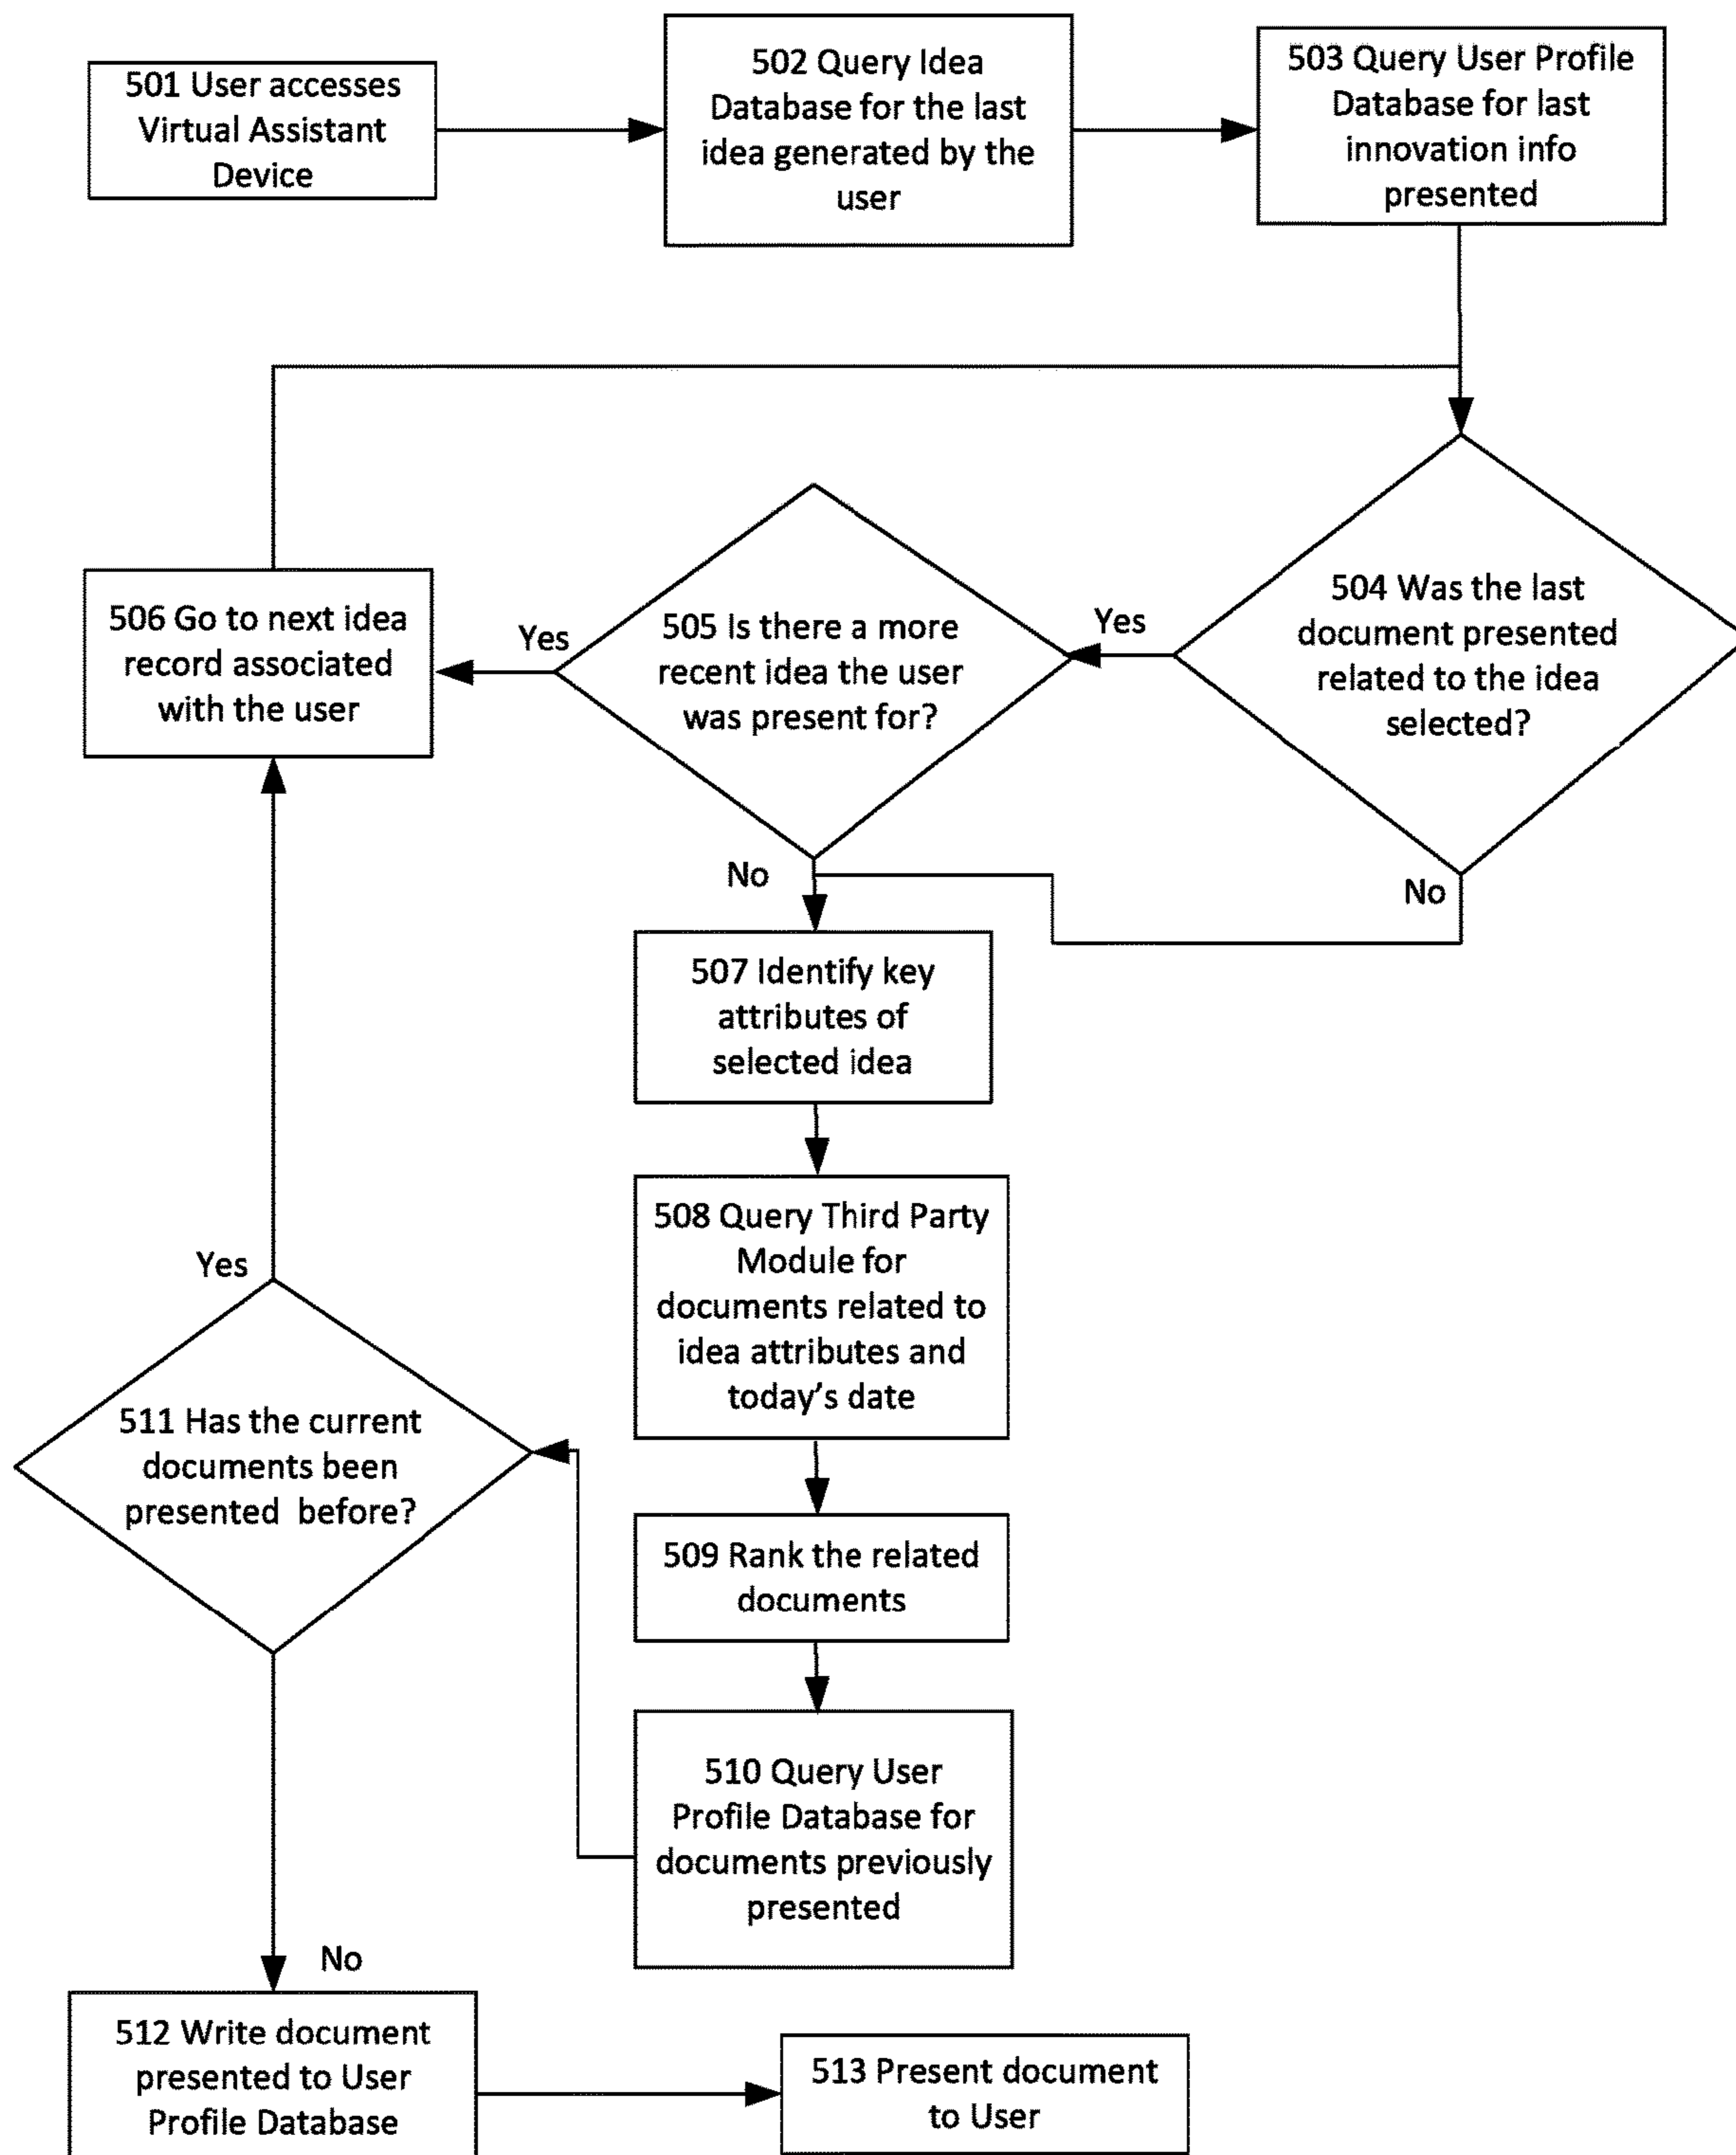 501 User accesses
Virtual Assistant
Device
502 Query Idea
Database for the last
idea generated by the
user
503 Query User Profile
Database for last
innovation info
presented
504 Was the last
document presented
related to the idea
selected?
Yes
No
505 Is there a more
recent idea the user
was present for?
Yes
No
506 Go to next idea
record associated
with the user
507 Identify key
attributes of
selected idea
508 Query Third Party
Module for
documents related to
idea attributes and
today's date
509 Rank the related
documents
510 Query User
Profile Database for
documents previously
presented
511 Has the current
documents been
presented before?
Yes
No
512 Write document
presented to User
Profile Database
513 Present document
to User